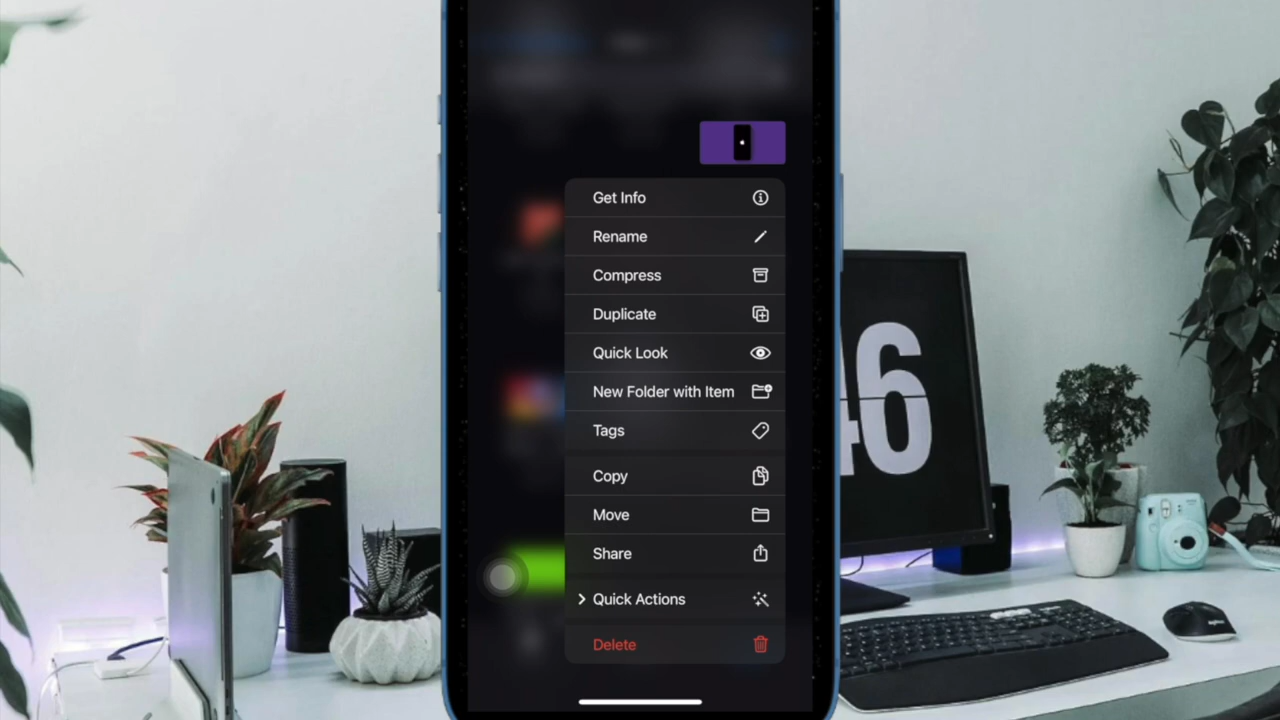 Get Info
Rename
Compress
Duplicate
Quick Look
New Folder with Item
Tags
Copy
Move
Share
Quick Actions
Delete
46